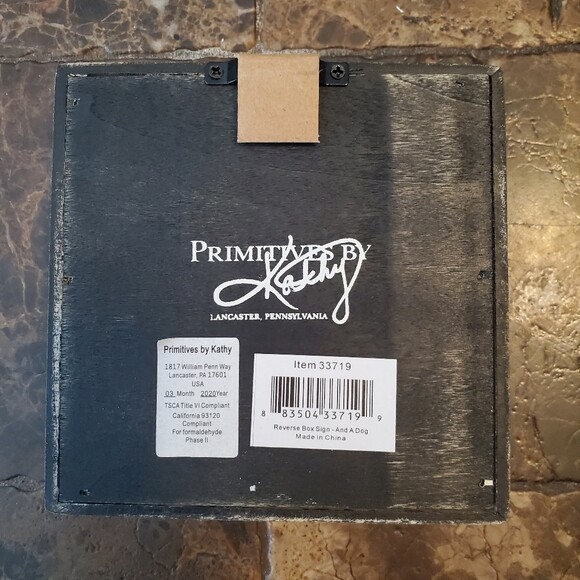 PRIMITIVES BY
Kathy
LANCASTER, PENNSYLVANIA
Primitives by Kathy
1817 William Penn Way
Lancaster, PA 17601
USA
03 Month 2020Year
TSCA Title VI Compliant
California 93120
Compliant
For formaldehyde
Phase II
Item 33719
8 83504 33719 9
Reverse Box Sign - And A Dog
Made in China